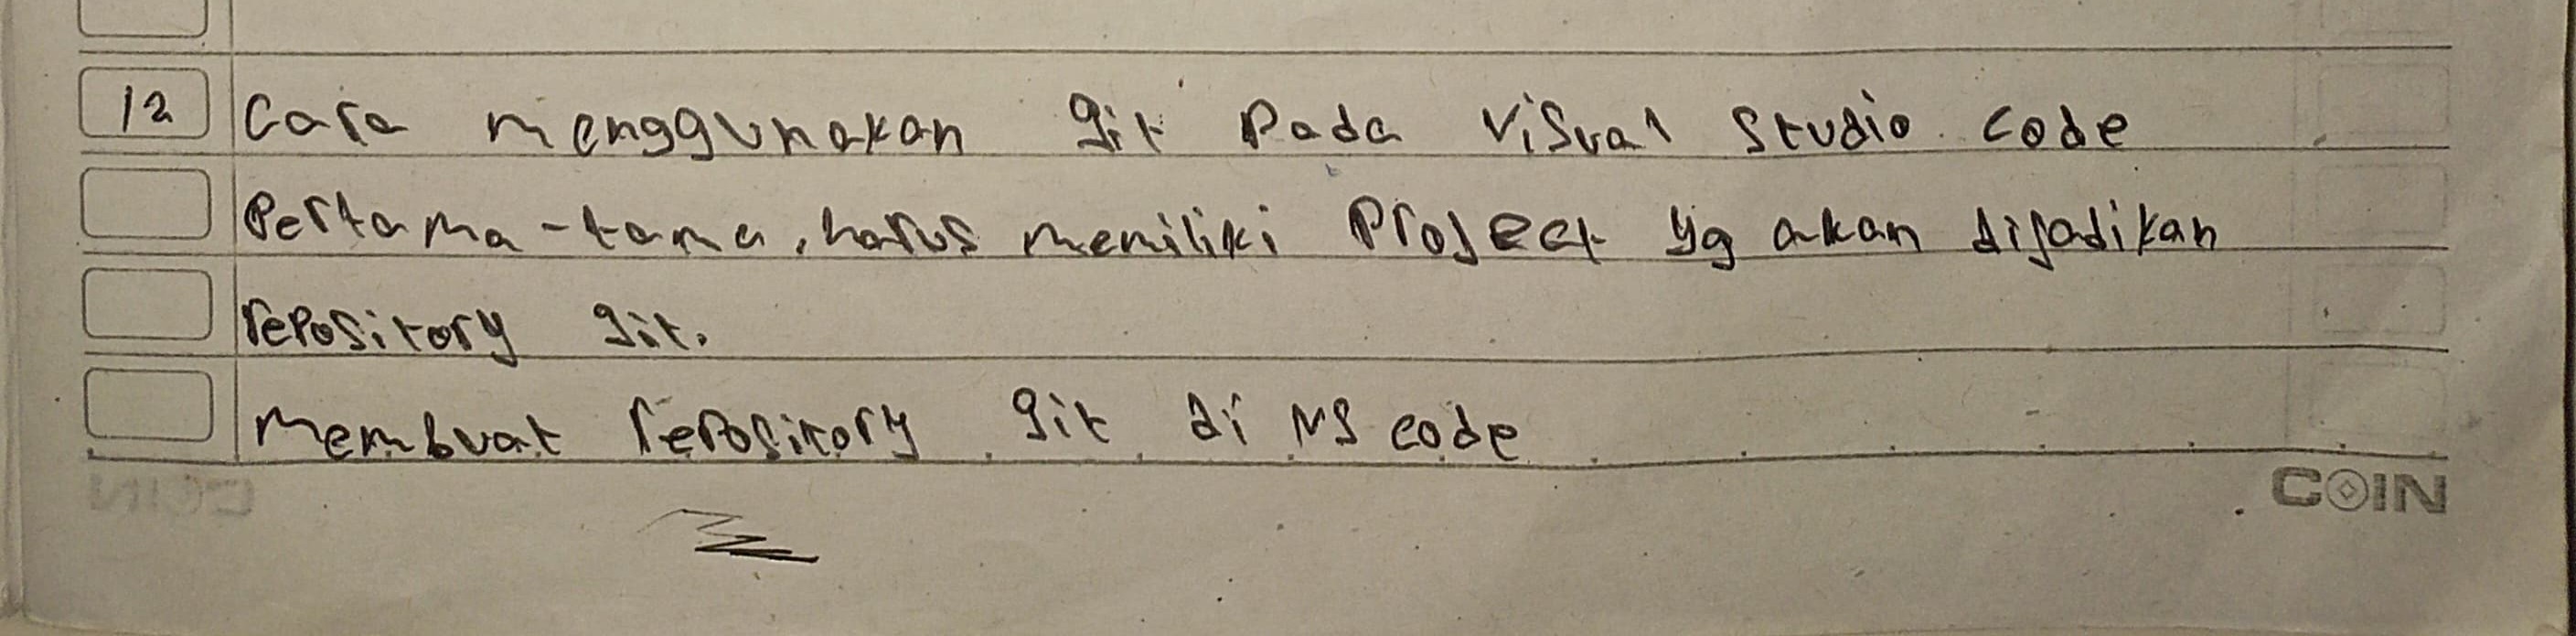 12 Cara menggunakan git pada Visual Studio code
Pertama-tama, harus memiliki Project yg akan dijadikan
repository git.
Membuat repository git di VS code
COIN